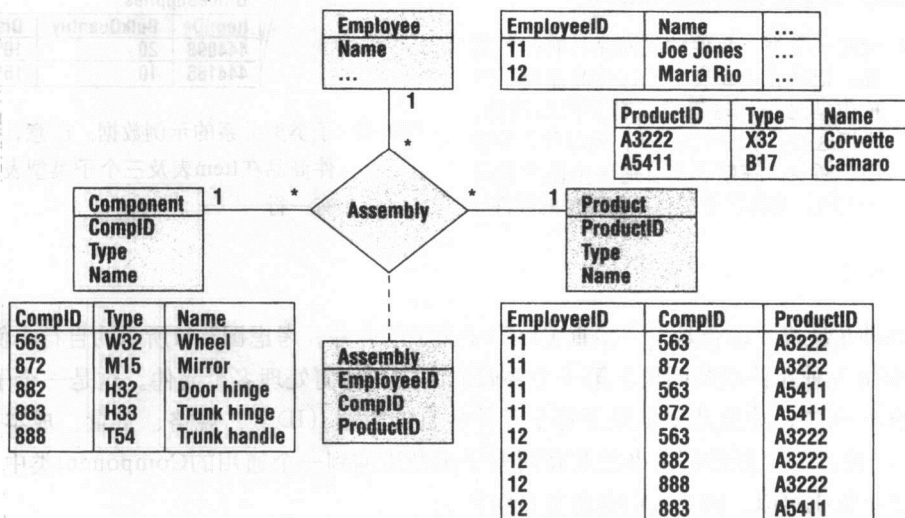 Employee
Name
...
EmployeeID Name ...
11 Joe Jones ...
12 Maria Rio ...
ProductID Type Name
A3222 X32 Corvette
A5411 B17 Camaro
1
*
Component
CompID
Type
Name
1
*
Assembly
*
1
Product
ProductID
Type
Name
CompID Type Name
563 W32 Wheel
872 M15 Mirror
882 H32 Door hinge
883 H33 Trunk hinge
888 T54 Trunk handle
Assembly
EmployeeID
CompID
ProductID
EmployeeID CompID ProductID
11 563 A3222
11 872 A3222
11 563 A5411
11 872 A5411
12 563 A3222
12 882 A3222
12 888 A3222
12 883 A5411